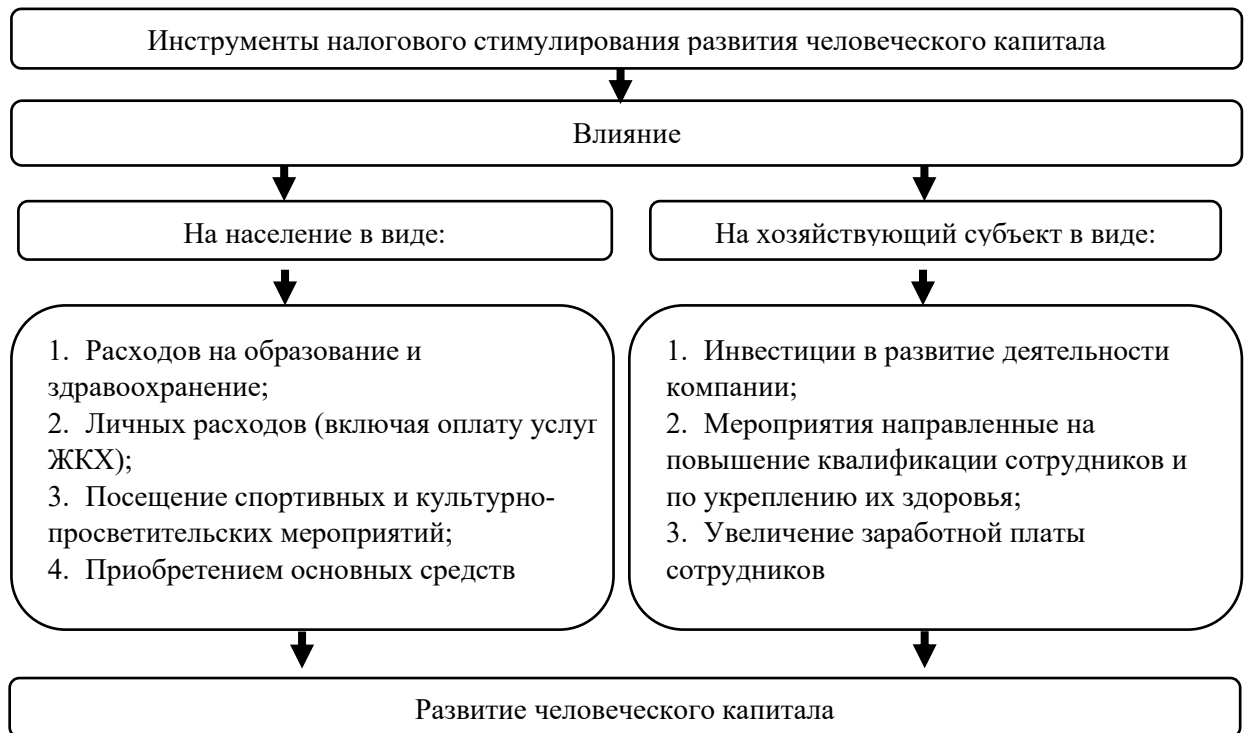 Инструменты налогового стимулирования развития человеческого капитала
Влияние
На население в виде:
На хозяйствующий субъект в виде:
1. Расходов на образование и
здравоохранение;
2. Личных расходов (включая оплату услуг
ЖКХ);
3. Посещение спортивных и культурно-
просветительских мероприятий;
4. Приобретением основных средств
1. Инвестиции в развитие деятельности
компании;
2. Мероприятия направленные на
повышение квалификации сотрудников и
по укреплению их здоровья;
3. Увеличение заработной платы
сотрудников
Развитие человеческого капитала